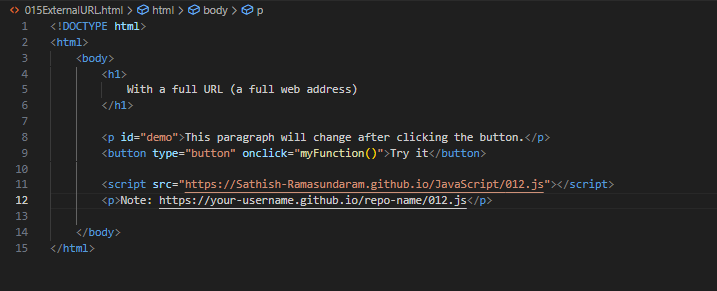 015ExternalURL.html > html > body > p
1 <!DOCTYPE html>
2 <html>
3 <body>
4 <h1>
5 With a full URL (a full web address)
6 </h1>
7
8 <p id="demo">This paragraph will change after clicking the button.</p>
9 <button type="button" onclick="myFunction()">Try it</button>
10
11 <script src="https://Sathish-Ramasundaram.github.io/JavaScript/012.js"></script>
12 <p>Note: https://your-username.github.io/repo-name/012.js</p>
13
14 </body>
15 </html>